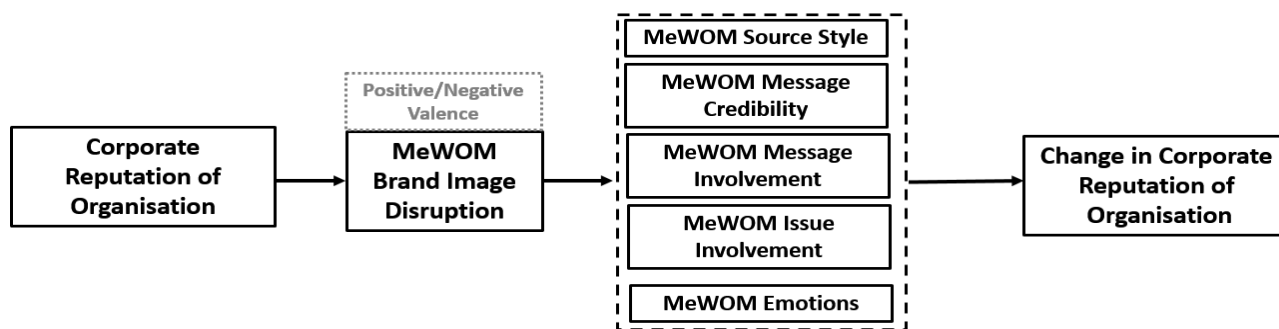 Corporate
Reputation of
Organisation
Positive/Negative
Valence
MeWOM
Brand Image
Disruption
MeWOM Source Style
MeWOM Message
Credibility
MeWOM Message
Involvement
MeWOM Issue
Involvement
MeWOM Emotions
Change in Corporate
Reputation of
Organisation